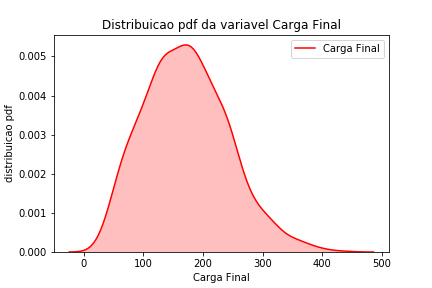 Distribuicao pdf da variavel Carga Final
Carga Final
distribuicao pdf
0.005
0.004
0.003
0.002
0.001
0.000
0 100 200 300 400 500
Carga Final